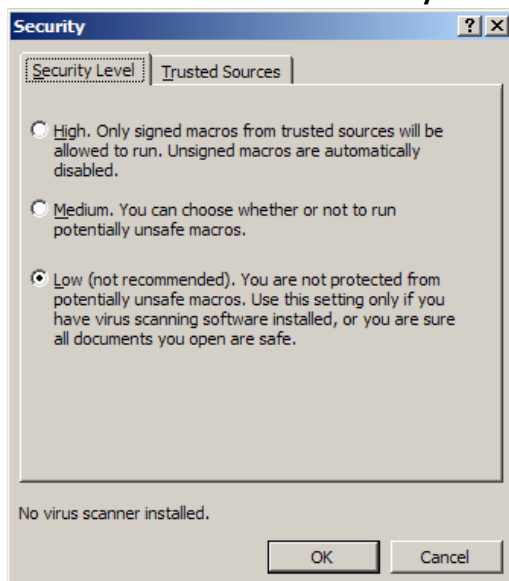 Security
Security Level Trusted Sources
High. Only signed macros from trusted sources will be
allowed to run. Unsigned macros are automatically
disabled.
Medium. You can choose whether or not to run
potentially unsafe macros.
Low (not recommended). You are not protected from
potentially unsafe macros. Use this setting only if you
have virus scanning software installed, or you are sure
all documents you open are safe.
No virus scanner installed.
OK Cancel